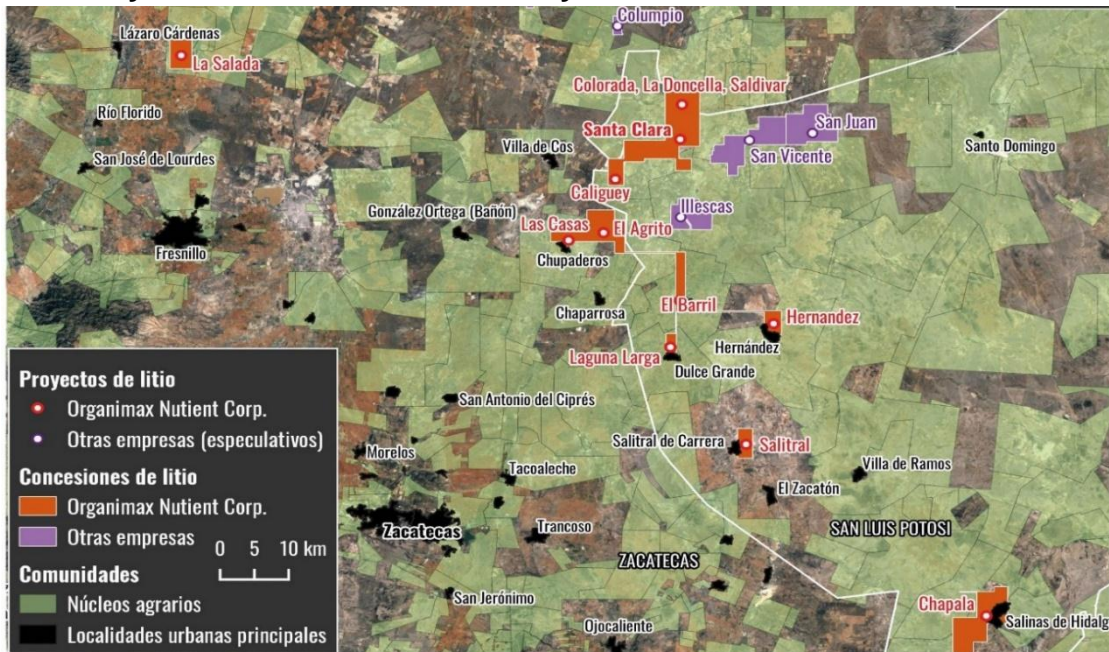 Columpio
Lázaro Cárdenas
La Salada
Colorada, La Doncella, Saldivar
Río Florido
Santa Clara
San Juan
San José de Lourdes
Villa de Cos
San Vicente
Santo Domingo
Caliguey
González Ortega (Bañón)
Las Casas
El Agrito
Illescas
Fresnillo
Chupaderos
Chaparrosa
El Barril
Hernandez
Hernández
Laguna Larga
Dulce Grande
Proyectos de litio
Organimax Nutient Corp.
Otras empresas (especulativos)
Concesiones de litio
Organimax Nutient Corp.
Otras empresas
0 5 10 km
Comunidades
Núcleos agrarios
Localidades urbanas principales
San Antonio del Ciprés
Morelos
Salitral de Carrera
Salitral
Tacoaleche
Villa de Ramos
El Zacatón
Zacatecas
Trancoso
SAN LUIS POTOSI
ZACATECAS
San Jerónimo
Chapala
Salinas de Hidalg
Ojocaliente